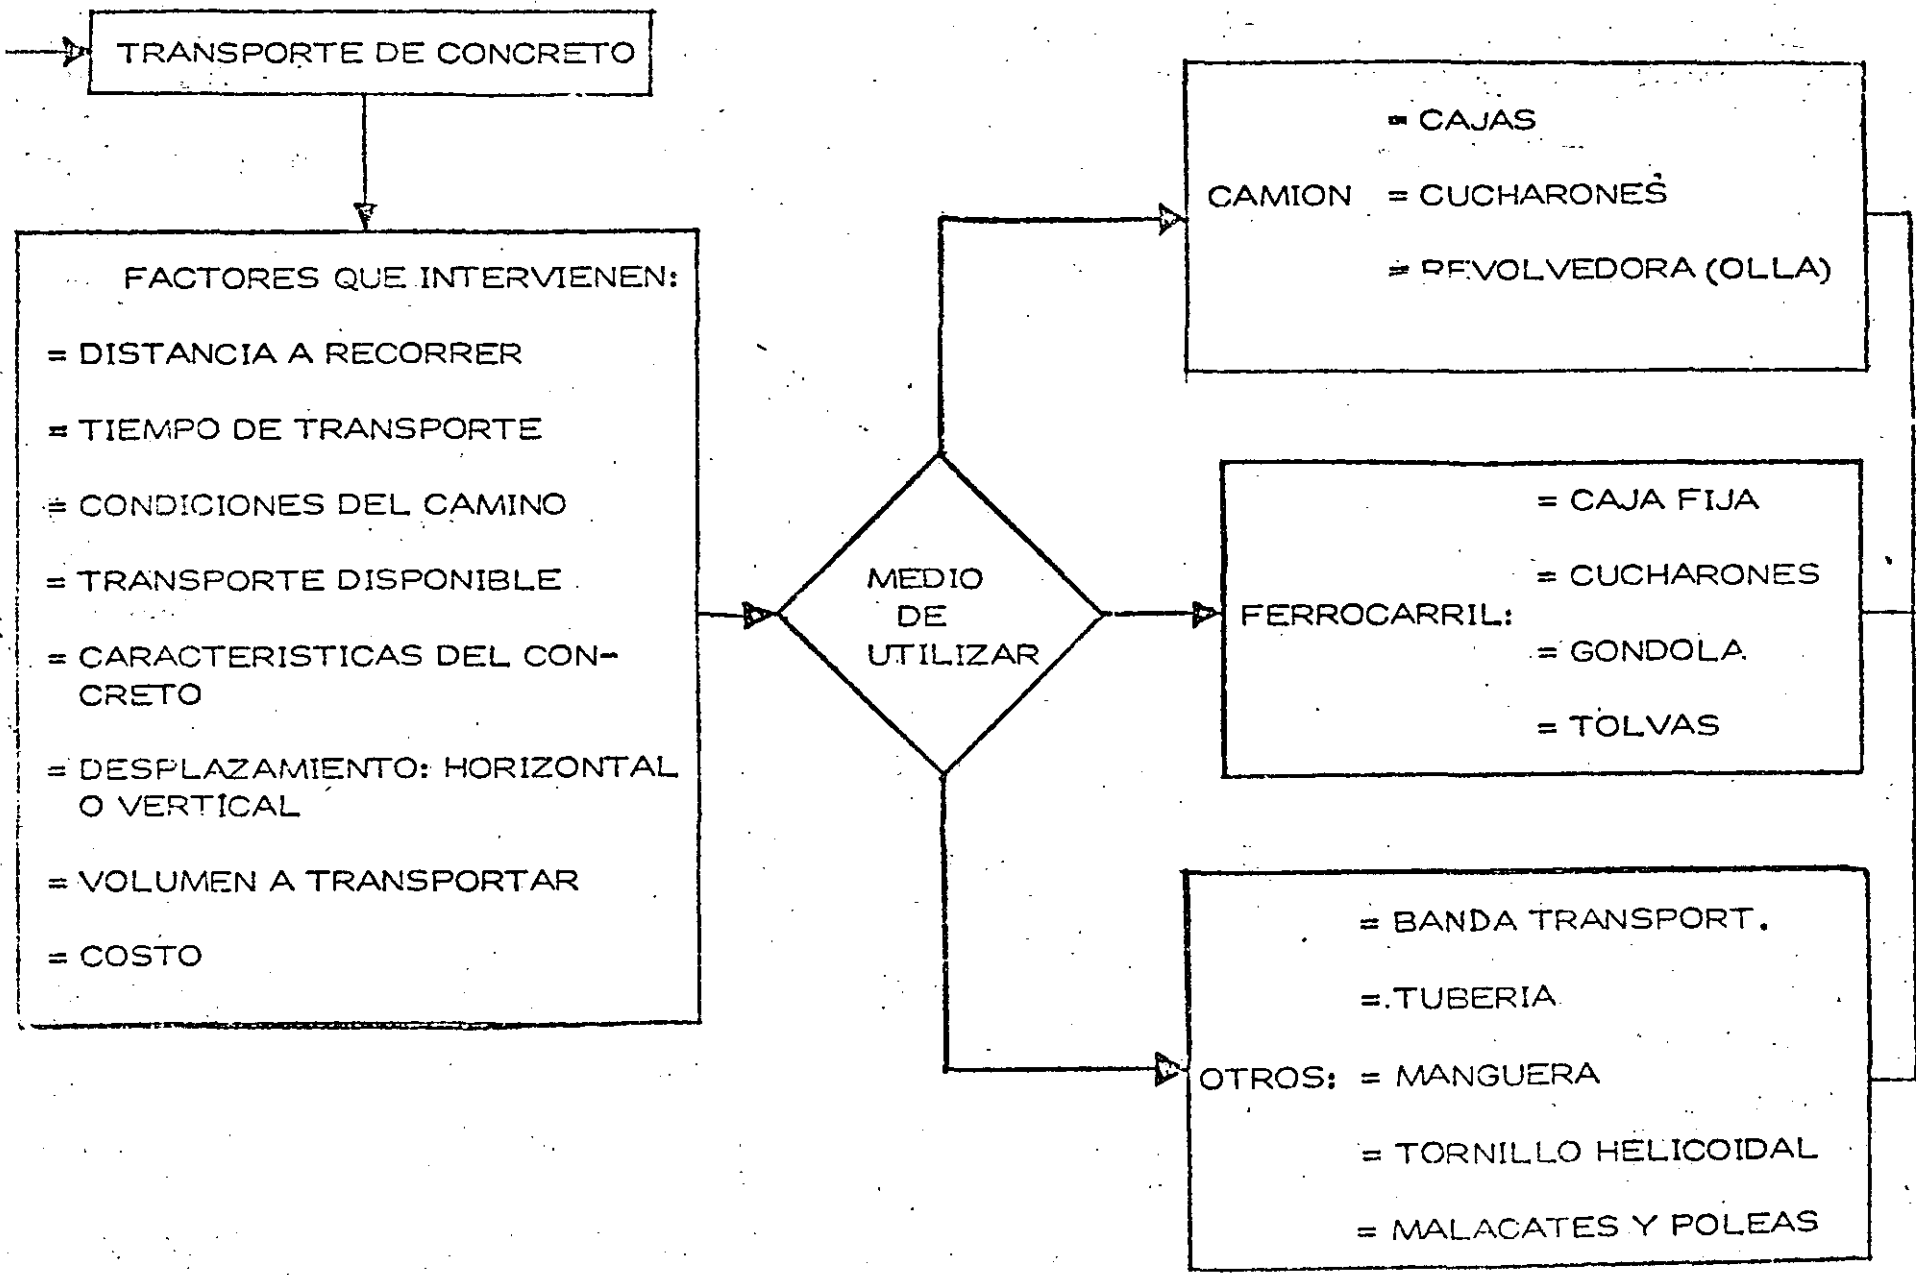 TRANSPORTE DE CONCRETO
FACTORES QUE INTERVIENEN:
= DISTANCIA A RECORRER
= TIEMPO DE TRANSPORTE
= CONDICIONES DEL CAMINO
= TRANSPORTE DISPONIBLE
= CARACTERISTICAS DEL CON-
CRETO
= DESPLAZAMIENTO: HORIZONTAL
O VERTICAL
= VOLUMEN A TRANSPORTAR
= COSTO
MEDIO
DE
UTILIZAR
= CAJAS
CAMION = CUCHARONES
= REVOLVEDORA (OLLA)
= CAJA FIJA
= CUCHARONES
FERROCARRIL:
= GONDOLA
= TOLVAS
= BANDA TRANSPORT.
= TUBERIA
OTROS: = MANGUERA
= TORNILLO HELICOIDAL
= MALACATES Y POLEAS